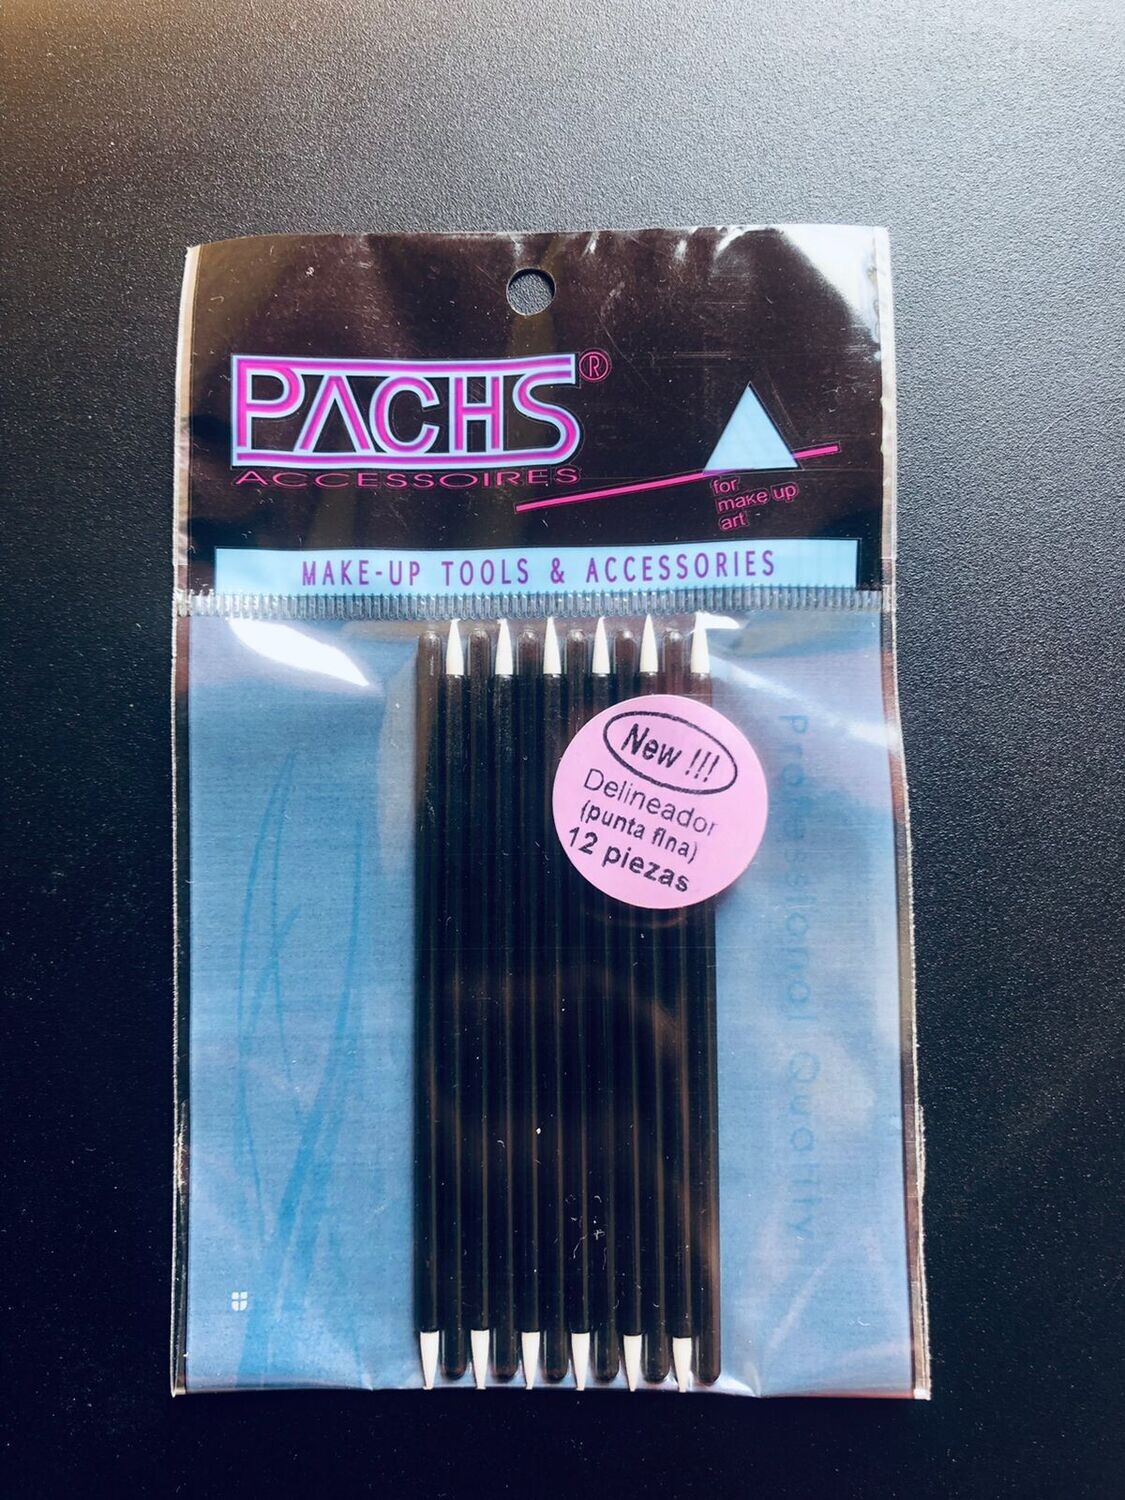 PACHS®
ACCESSOIRES
for
make up
art
MAKE-UP TOOLS & ACCESSORIES
New !!!
Delineador
(punta fina)
12 piezas
Professional Quality